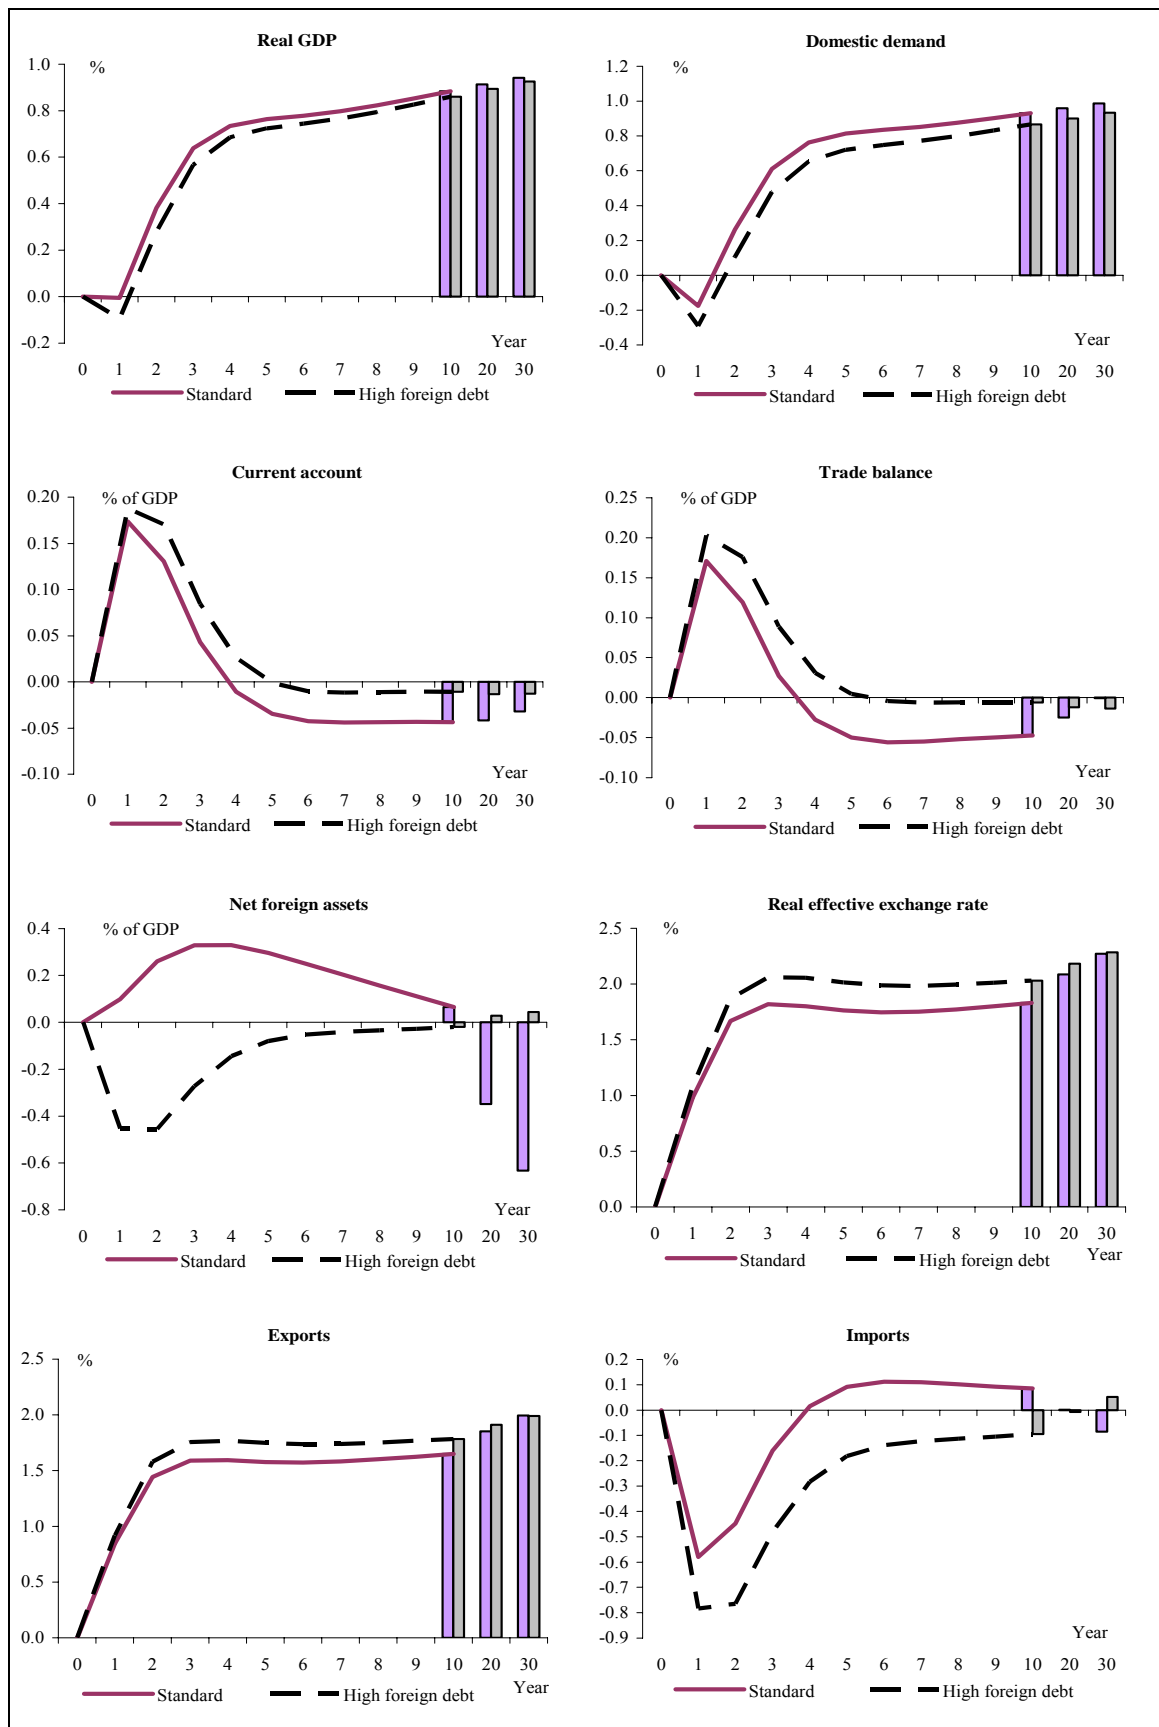 Real GDP
%
1.0
0.8
0.6
0.4
0.2
0.0
-0.2
Year
0 1 2 3 4 5 6 7 8 9 10 20 30
Standard High foreign debt
Domestic demand
%
1.2
1.0
0.8
0.6
0.4
0.2
0.0
-0.2
-0.4
Year
0 1 2 3 4 5 6 7 8 9 10 20 30
Standard High foreign debt
Current account
% of GDP
0.20
0.15
0.10
0.05
0.00
-0.05
-0.10
Year
0 1 2 3 4 5 6 7 8 9 10 20 30
Standard High foreign debt
Trade balance
% of GDP
0.25
0.20
0.15
0.10
0.05
0.00
-0.05
-0.10
Year
0 1 2 3 4 5 6 7 8 9 10 20 30
Standard High foreign debt
Net foreign assets
% of GDP
0.4
0.2
0.0
-0.2
-0.4
-0.6
-0.8
Year
0 1 2 3 4 5 6 7 8 9 10 20 30
Standard High foreign debt
Real effective exchange rate
%
2.5
2.0
1.5
1.0
0.5
0.0
0 1 2 3 4 5 6 7 8 9 10 20 30
Year
Standard High foreign debt
Exports
%
2.5
2.0
1.5
1.0
0.5
0.0
0 1 2 3 4 5 6 7 8 9 10 20 30
Standard High foreign debt Year
Imports
%
0.2
0.1
0.0
-0.1
-0.2
-0.3
-0.4
-0.5
-0.6
-0.7
-0.8
-0.9
Year
0 1 2 3 4 5 6 7 8 9 10 20 30
Standard High foreign debt